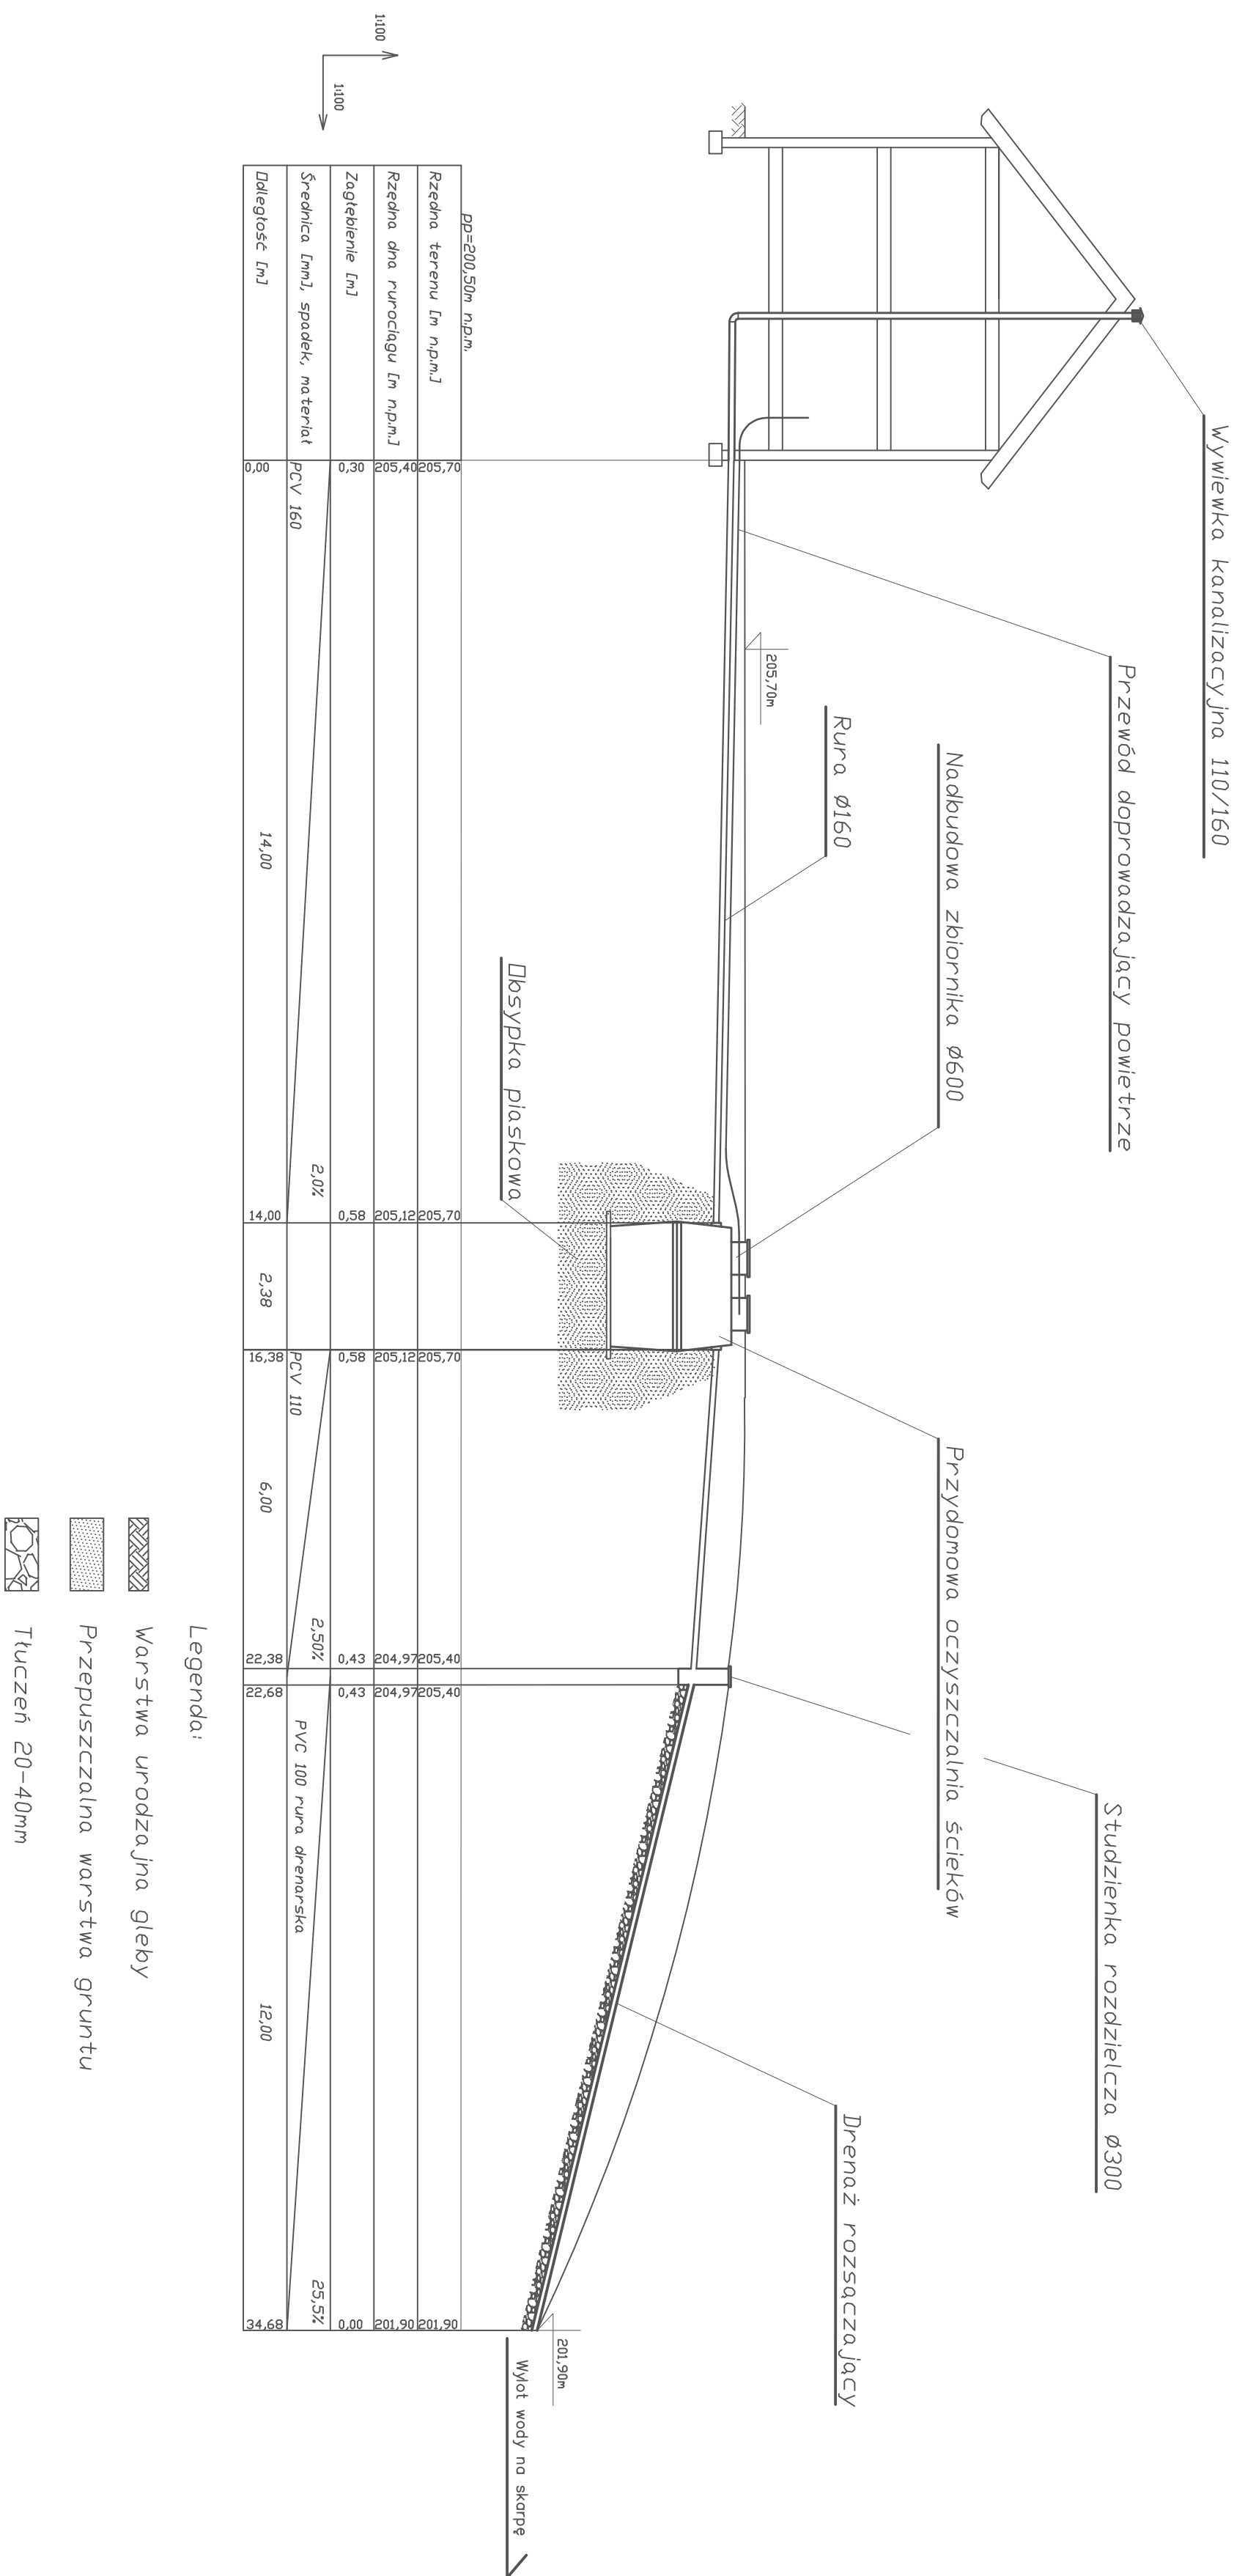 Wywiewka kanalizacyjna 110/160
Przewód doprowadzający powietrze
Studzienka rozdzielcza Ø300
Nadbudowa zbiornika Ø600
Przydomowa oczyszczalnia ścieków
Rura Ø160
Drenaż rozsączający
205,70m
201,90m
Obsypka piaskowa
Wylot wody na skarpę
pp=200,50m n.p.m.
Rzędna terenu [m n.p.m.] 205,70 205,70 205,70 205,40 205,40 201,90
Rzędna dna rurociągu [m n.p.m.] 205,40 205,12 205,12 204,97 204,97 201,90
Zagłębienie [m] 0,30 0,58 0,58 0,43 0,43 0,00
Średnica [mm], spadek, materiał PCV 160 2,0% PCV 110 2,50% PVC 100 rura drenarska 25,5%
Odległość [m] 0,00 14,00 14,00 2,38 16,38 6,00 22,38 22,68 12,00 34,68
1:100
1:100
Legenda:
Warstwa urodzajna gleby
Przepuszczalna warstwa gruntu
Tłuczeń 20-40mm